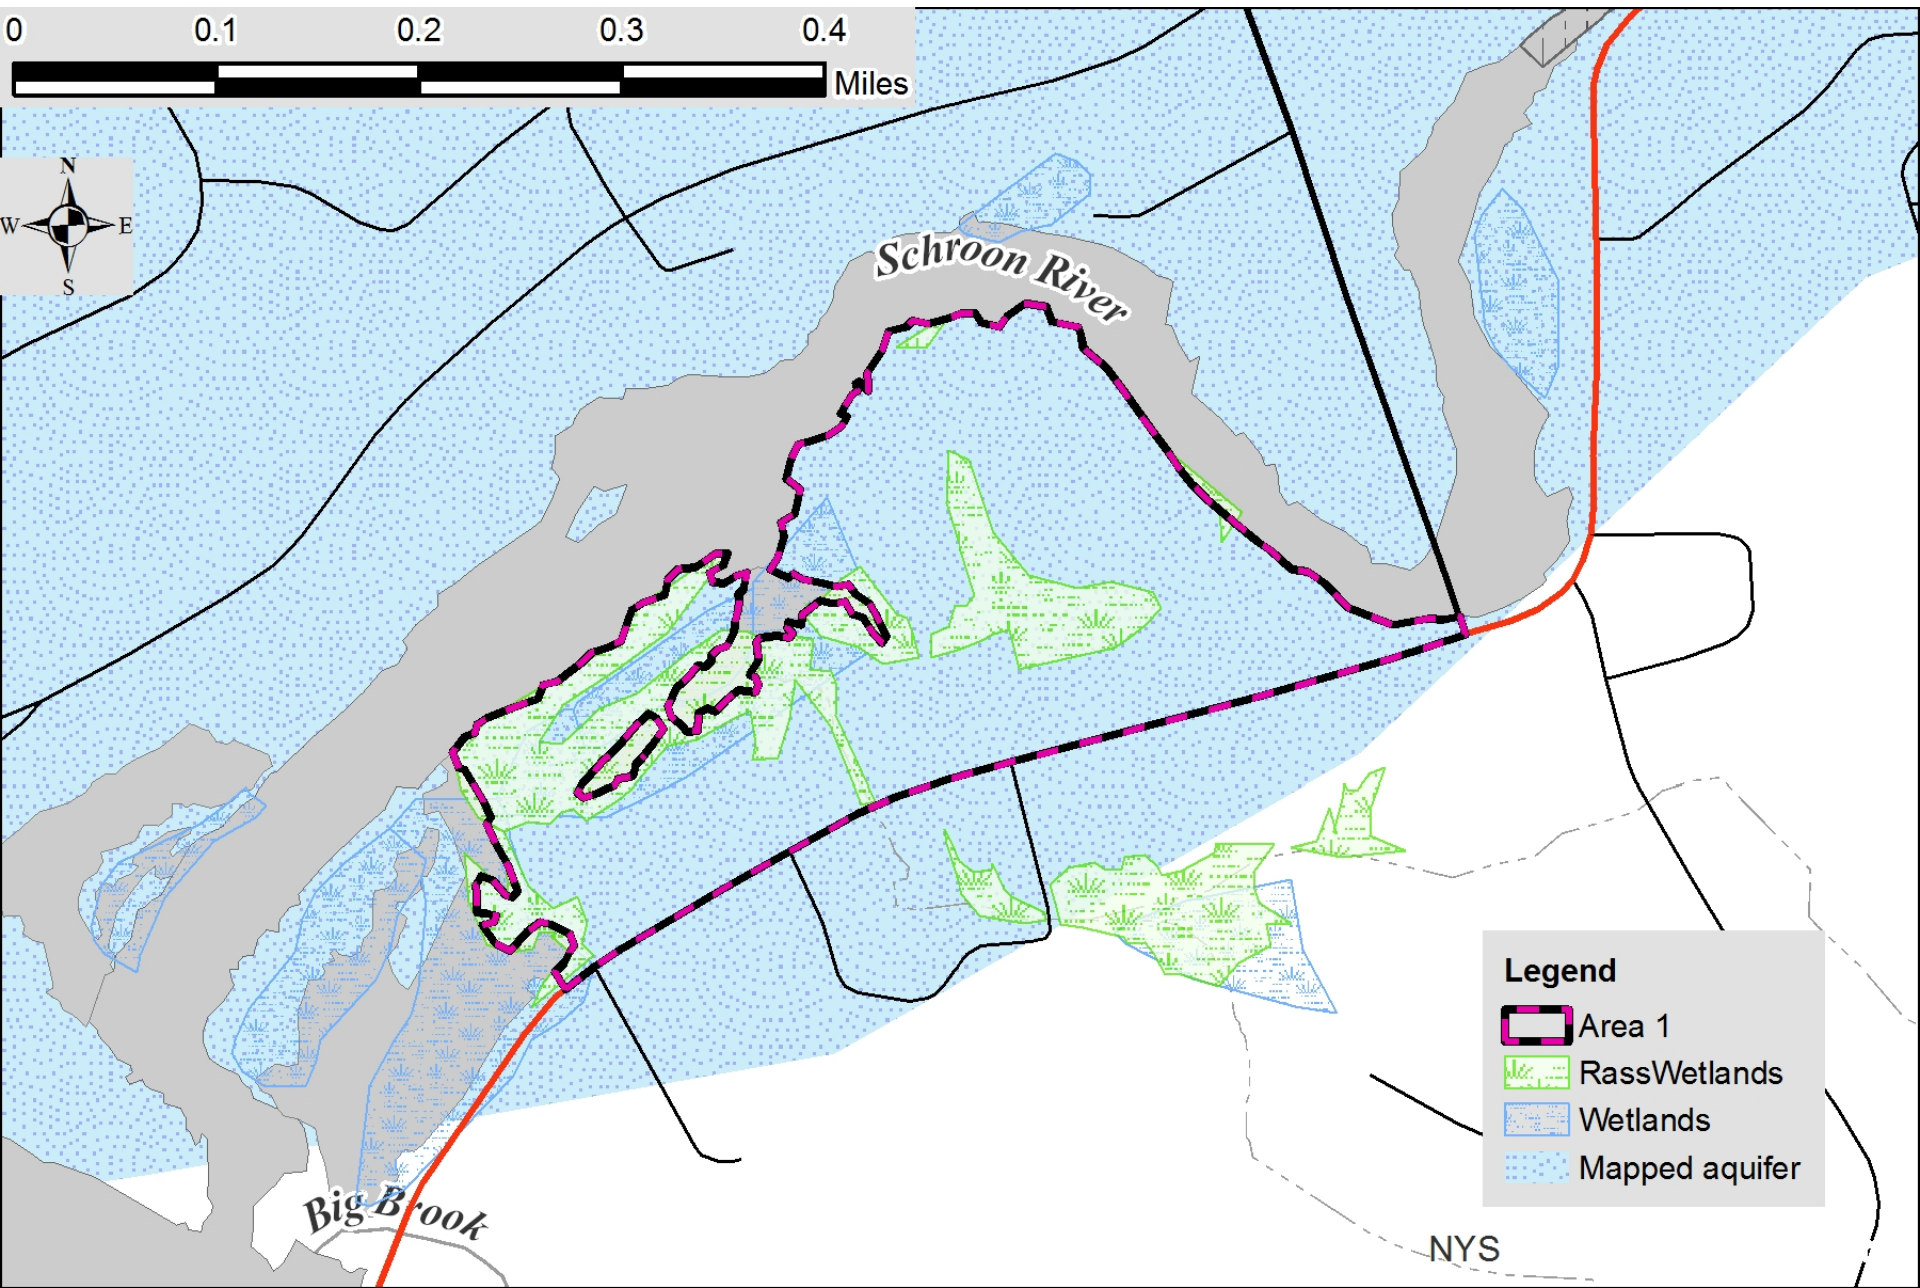 0 0.1 0.2 0.3 0.4
Miles
N
W E
S
Schroon River
Big Brook
Legend
Area 1
RassWetlands
Wetlands
Mapped aquifer
NYS